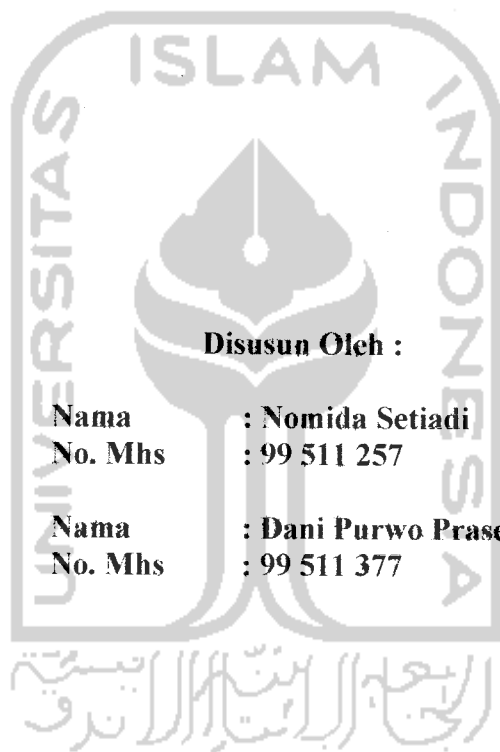 ISLAM
UNIVERSITAS
INDONESIA
Disusun Oleh :
Nama : Nomida Setiadi
No. Mhs : 99 511 257
Nama : Dani Purwo Prase
No. Mhs : 99 511 377